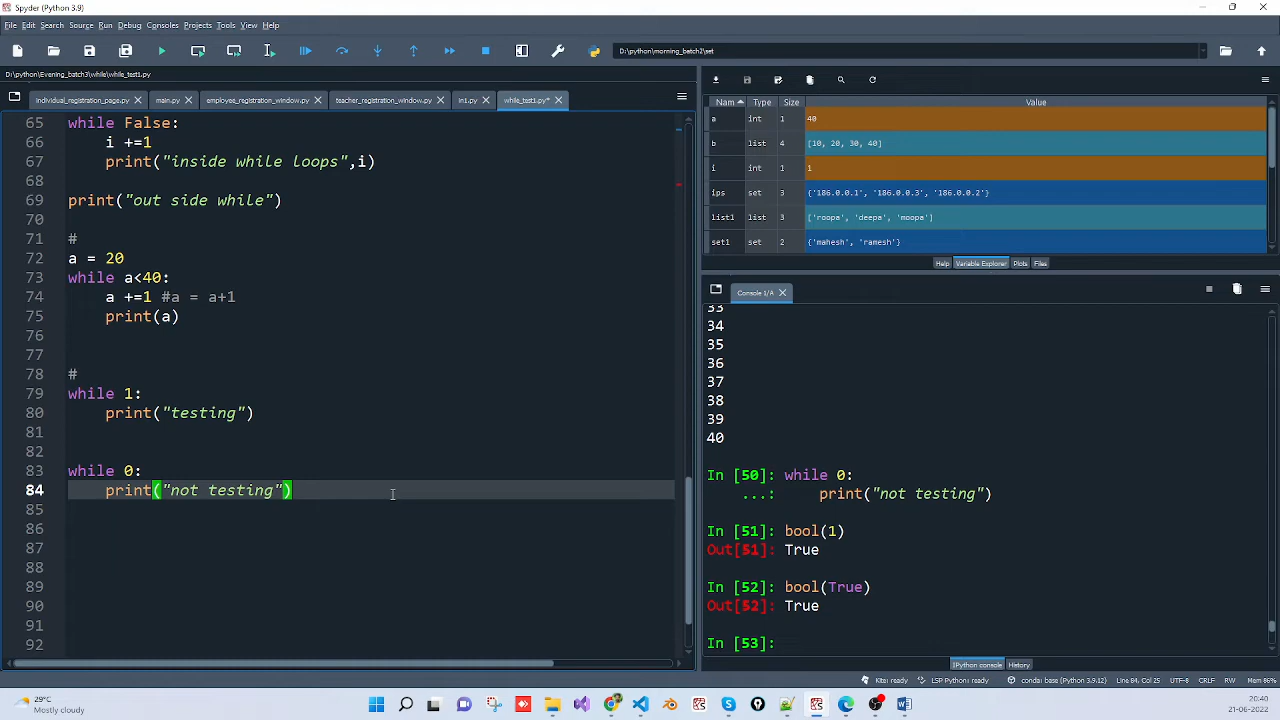 Spyder (Python 3.9)
File Edit Search Source Run Debug Consoles Projects Tools View Help
D:\python\morning_batch2\set
D:\python\Evening_batch3\while\while_test1.py
individual_registration_page.py main.py employee_registration_window.py teacher_registration_window.py in1.py while_test1.py*
65 while False:
66 i +=1
67 print("inside while loops",i)
68
69 print("out side while")
70
71 #
72 a = 20
73 while a<40:
74 a +=1 #a = a+1
75 print(a)
76
77
78 #
79 while 1:
80 print("testing")
81
82
83 while 0:
84 print("not testing")
85
86
87
88
89
90
91
92
Nam Type Size Value
a int 1 40
b list 4 [10, 20, 30, 40]
i int 1 1
ips set 3 {'186.0.0.1', '186.0.0.3', '186.0.0.2'}
list1 list 3 ['roopa', 'deepa', 'moopa']
set1 set 2 {'mahesh', 'ramesh'}
Help Variable Explorer Plots Files
Console 1/A
33
34
35
36
37
38
39
40
In [50]: while 0:
...: print("not testing")
In [51]: bool(1)
Out[51]: True
In [52]: bool(True)
Out[52]: True
In [53]:
IPython console History
Kite: ready LSP Python: ready conda: base (Python 3.9.12) Line 84, Col 25 UTF-8 CRLF RW Mem 86%
29°C
Mostly cloudy
20:40
21-06-2022